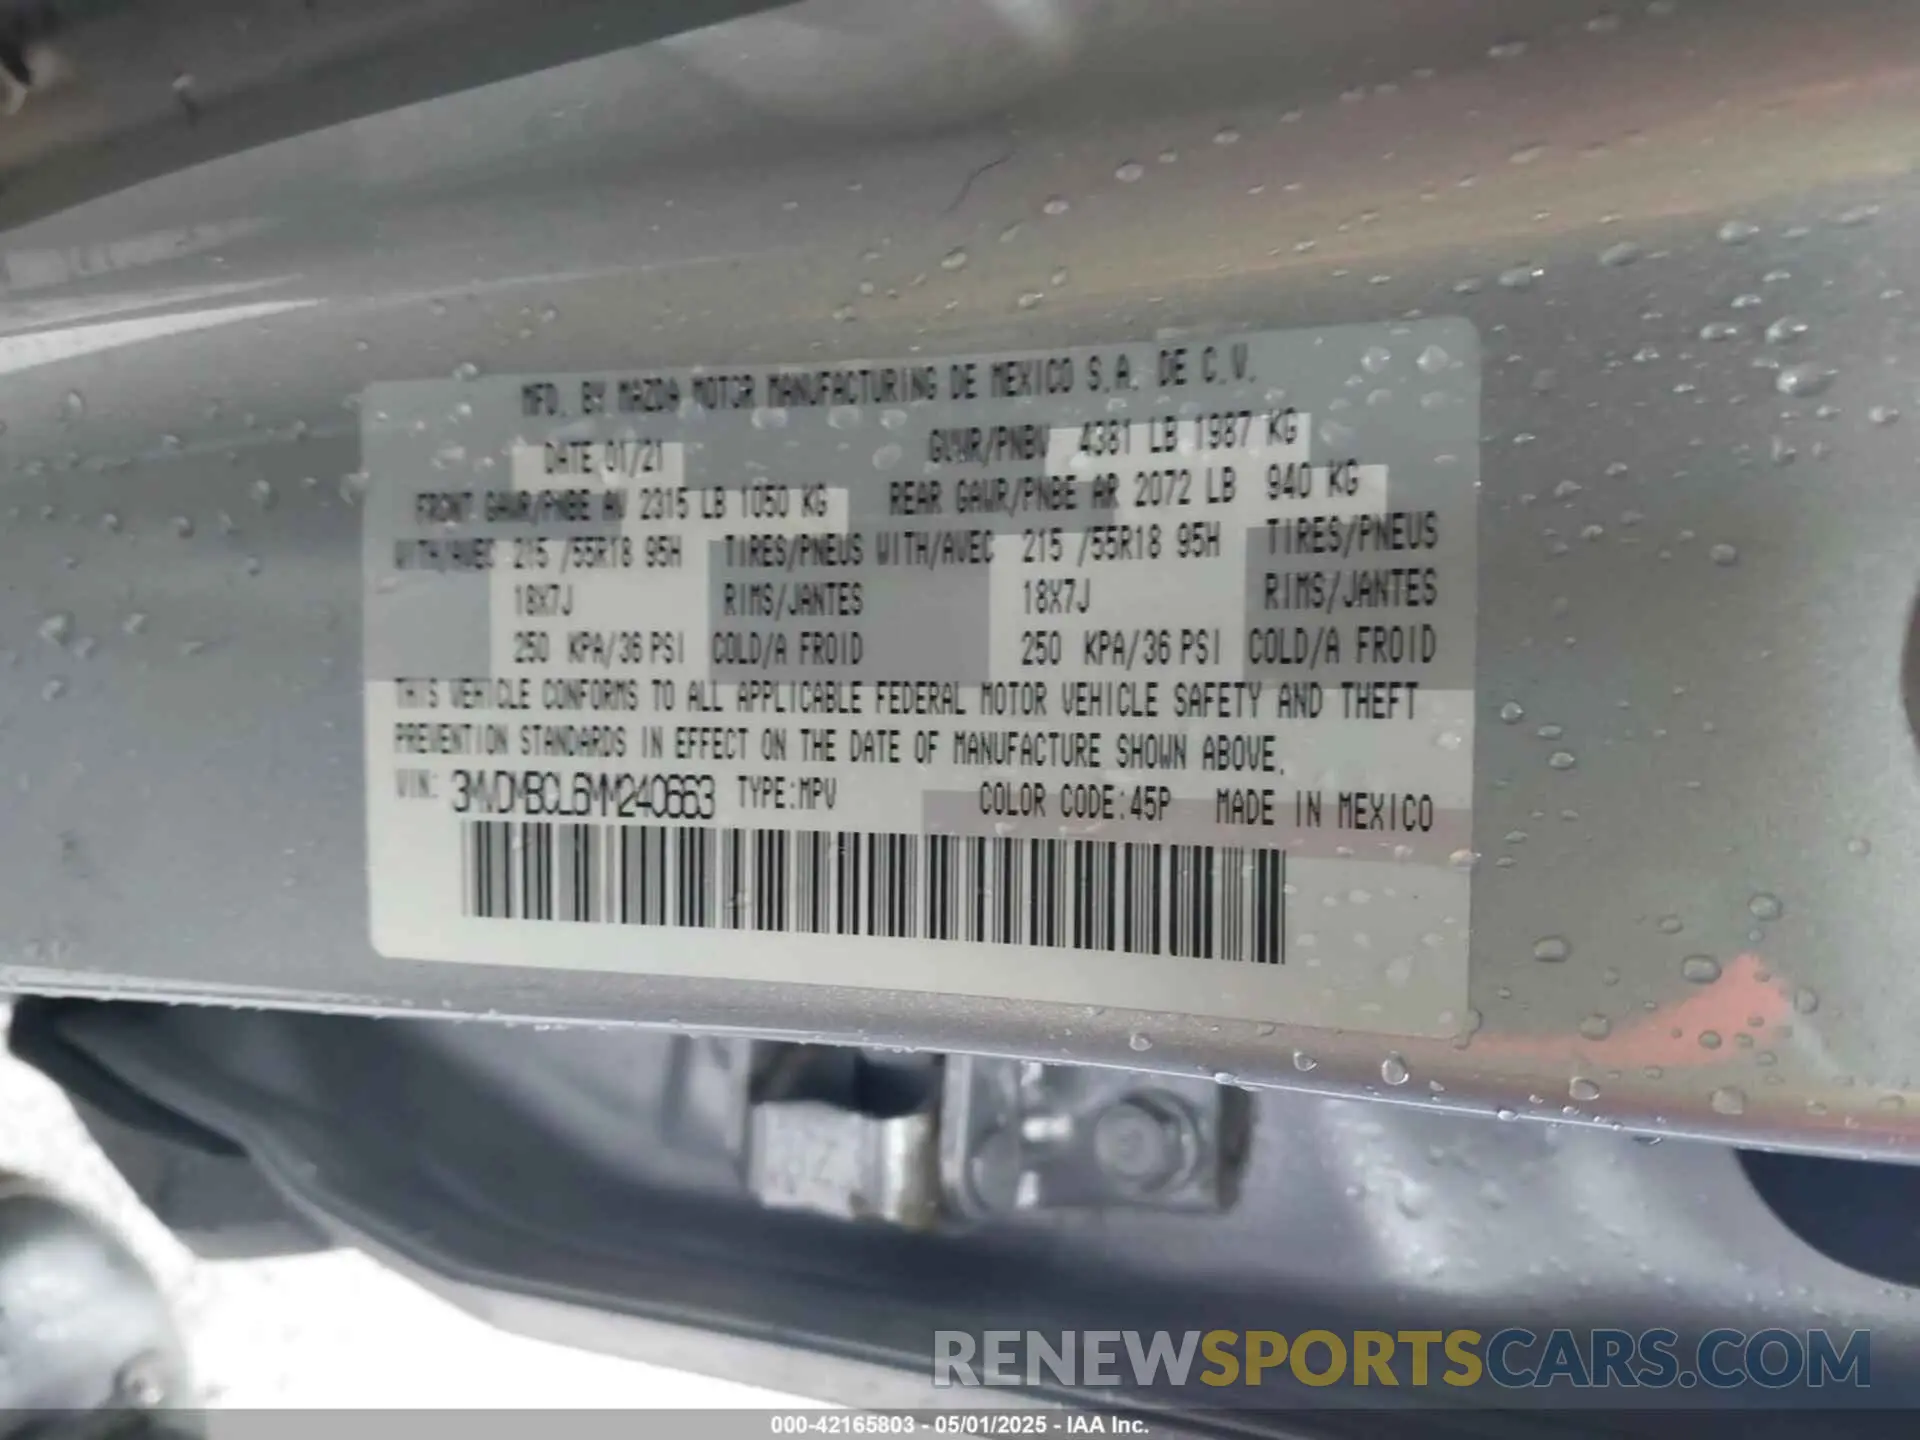 MFD. BY MAZDA MOTOR MANUFACTURING DE MEXICO S.A. DE C.V.
DATE 01/21 GVWR/PNBV 4381 LB 1987 KG
FRONT GAWR/PNBE AV 2315 LB 1050 KG REAR GAWR/PNBE AR 2072 LB 940 KG
WITH/AVEC 215 /55R18 95H TIRES/PNEUS WITH/AVEC 215 /55R18 95H TIRES/PNEUS
18X7J RIMS/JANTES 18X7J RIMS/JANTES
250 KPA/36 PSI COLD/A FROID 250 KPA/36 PSI COLD/A FROID
THIS VEHICLE CONFORMS TO ALL APPLICABLE FEDERAL MOTOR VEHICLE SAFETY AND THEFT
PREVENTION STANDARDS IN EFFECT ON THE DATE OF MANUFACTURE SHOWN ABOVE.
VIN: 3MVDMBCL6MM240663 TYPE:MPV COLOR CODE:45P MADE IN MEXICO
RENEWSPORTSCARS.COM
000-42165803 - 05/01/2025 - IAA Inc.